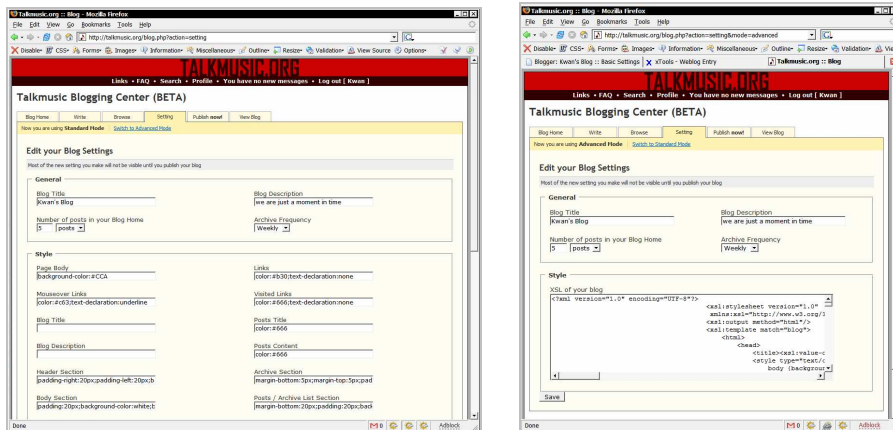 Talkmusic.org :: Blog - Mozilla Firefox
File Edit View Go Bookmarks Tools Help
http://talkmusic.org/blog.php?action=setting
Disable CSS Forms Images Information Miscellaneous Outline Resize Validation View Source Options
TALKMUSIC.ORG
Links • FAQ • Search • Profile • You have no new messages • Log out [ Kwan ]
Talkmusic Blogging Center (BETA)
Blog Home Write Browse Setting Publish now! View Blog
Now you are using Standard Mode Switch to Advanced Mode
Edit your Blog Settings
Most of the new setting you make will not be visible until you publish your blog
General
Blog Title Blog Description
Kwan's Blog we are just a moment in time
Number of posts in your Blog Home Archive Frequency
5 posts Weekly
Style
Page Body Links
background-color:#CCA color:#b30;text-declaration:none
Mouseover Links Visited Links
color:#c63;text-declaration:underline color:#666;text-declaration:none
Blog Title Posts Title
color:#666
Blog Description Posts Content
color:#666
Header Section Archive Section
padding-right:20px;padding-left:20px;b margin-bottom:5px;margin-top:5px;pad
Body Section Posts / Archive List Section
padding:20px;background-color:white;b margin-bottom:20px;padding:20px;back
Done M 0 Adblock
Talkmusic.org :: Blog - Mozilla Firefox
File Edit View Go Bookmarks Tools Help
http://talkmusic.org/blog.php?action=setting&mode=advanced
Disable CSS Forms Images Information Miscellaneous Outline Resize Validation
Blogger: Kwan's Blog :: Basic Settings xTools - Weblog Entry Talkmusic.org :: Blog
TALKMUSIC.ORG
Links • FAQ • Search • Profile • You have no new messages • Log out [ Kwan ]
Talkmusic Blogging Center (BETA)
Blog Home Write Browse Setting Publish now! View Blog
Now you are using Advanced Mode Switch to Standard Mode
Edit your Blog Settings
Most of the new setting you make will not be visible until you publish your blog
General
Blog Title Blog Description
Kwan's Blog we are just a moment in time
Number of posts in your Blog Home Archive Frequency
5 posts Weekly
Style
XSL of your blog
<?xml version="1.0" encoding="UTF-8"?>
<xsl:stylesheet version="1.0"
xmlns:xsl="http://www.w3.org/1
<xsl:output method="html"/>
<xsl:template match="blog">
<html>
<head>
<title><xsl:value-o
<style type="text/c
body {backgroun
Save
Done M 0 Adblock